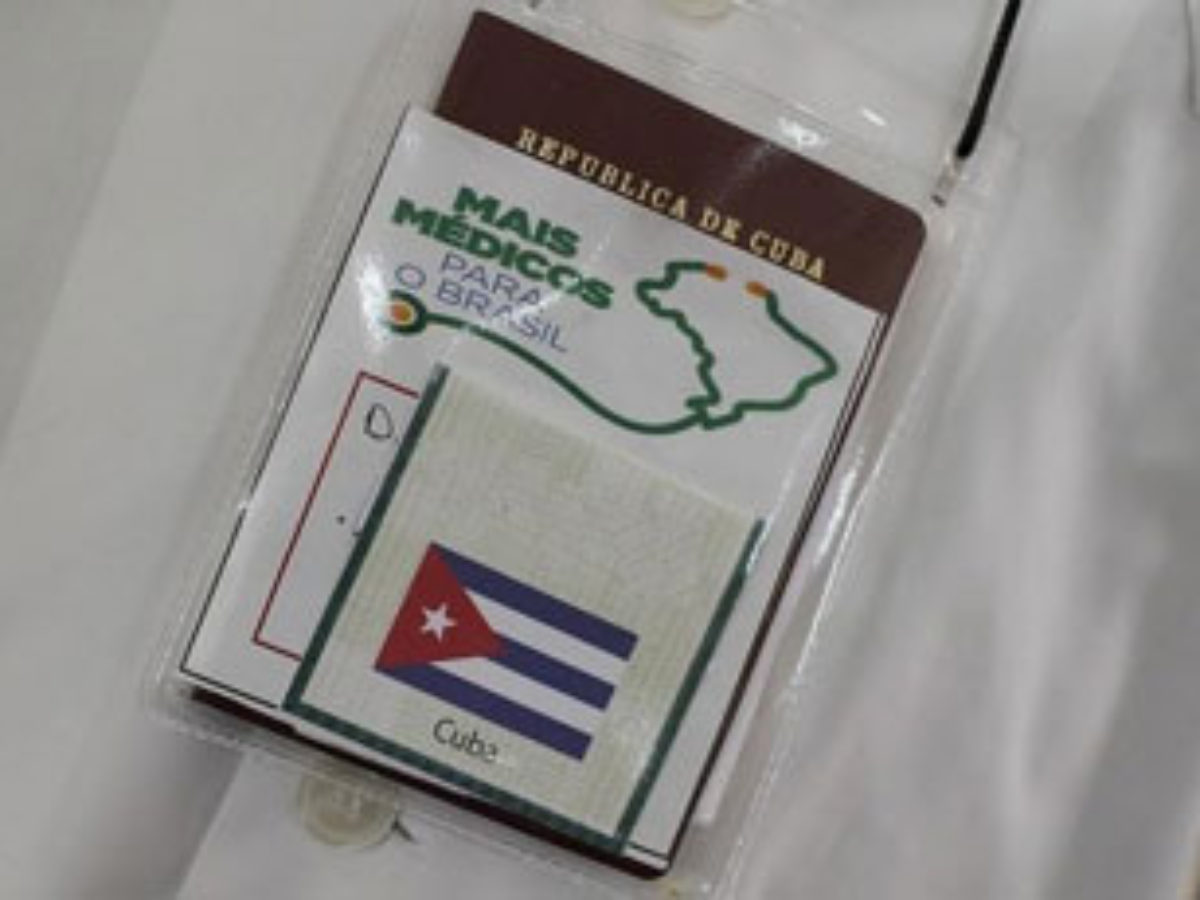 REPUBLICA DE CUBA
MAIS
MÉDICOS
PARA
O BRASIL
D
Cuba